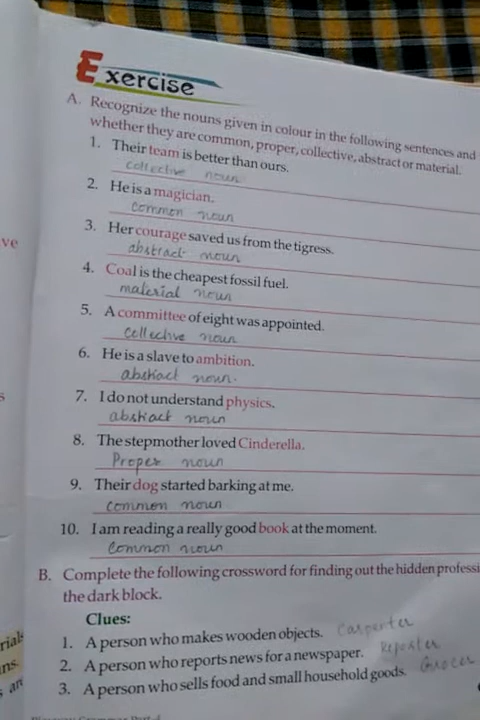 Exercise
A. Recognize the nouns given in colour in the following sentences and
whether they are common, proper, collective, abstract or material.
1. Their team is better than ours.
collective noun
2. He is a magician.
common noun
3. Her courage saved us from the tigress.
abstract noun
ve
4. Coal is the cheapest fossil fuel.
material noun
5. A committee of eight was appointed.
collective noun
6. He is a slave to ambition.
abstract noun.
s
7. I do not understand physics.
abstract noun
8. The stepmother loved Cinderella.
Proper noun
9. Their dog started barking at me.
common noun
10. I am reading a really good book at the moment.
Common noun
B. Complete the following crossword for finding out the hidden professi
the dark block.
Clues:
1. A person who makes wooden objects. Carpenter
rials
2. A person who reports news for a newspaper. Reporter
ns.
3. A person who sells food and small household goods. Grocer
are